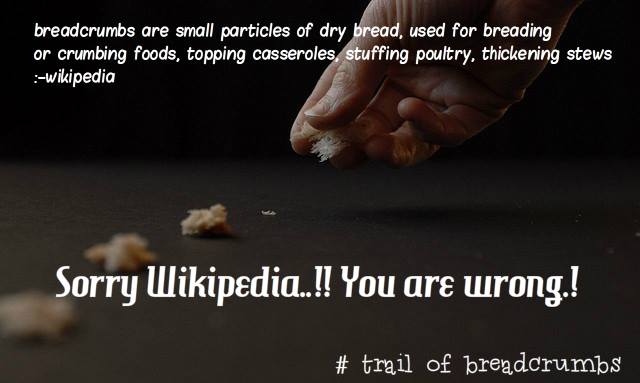 breadcrumbs are small particles of dry bread, used for breading
or crumbing foods, topping casseroles, stuffing poultry, thickening stews
:-wikipedia
Sorry Wikipedia..!! You are wrong.!
# trail of breadcrumbs